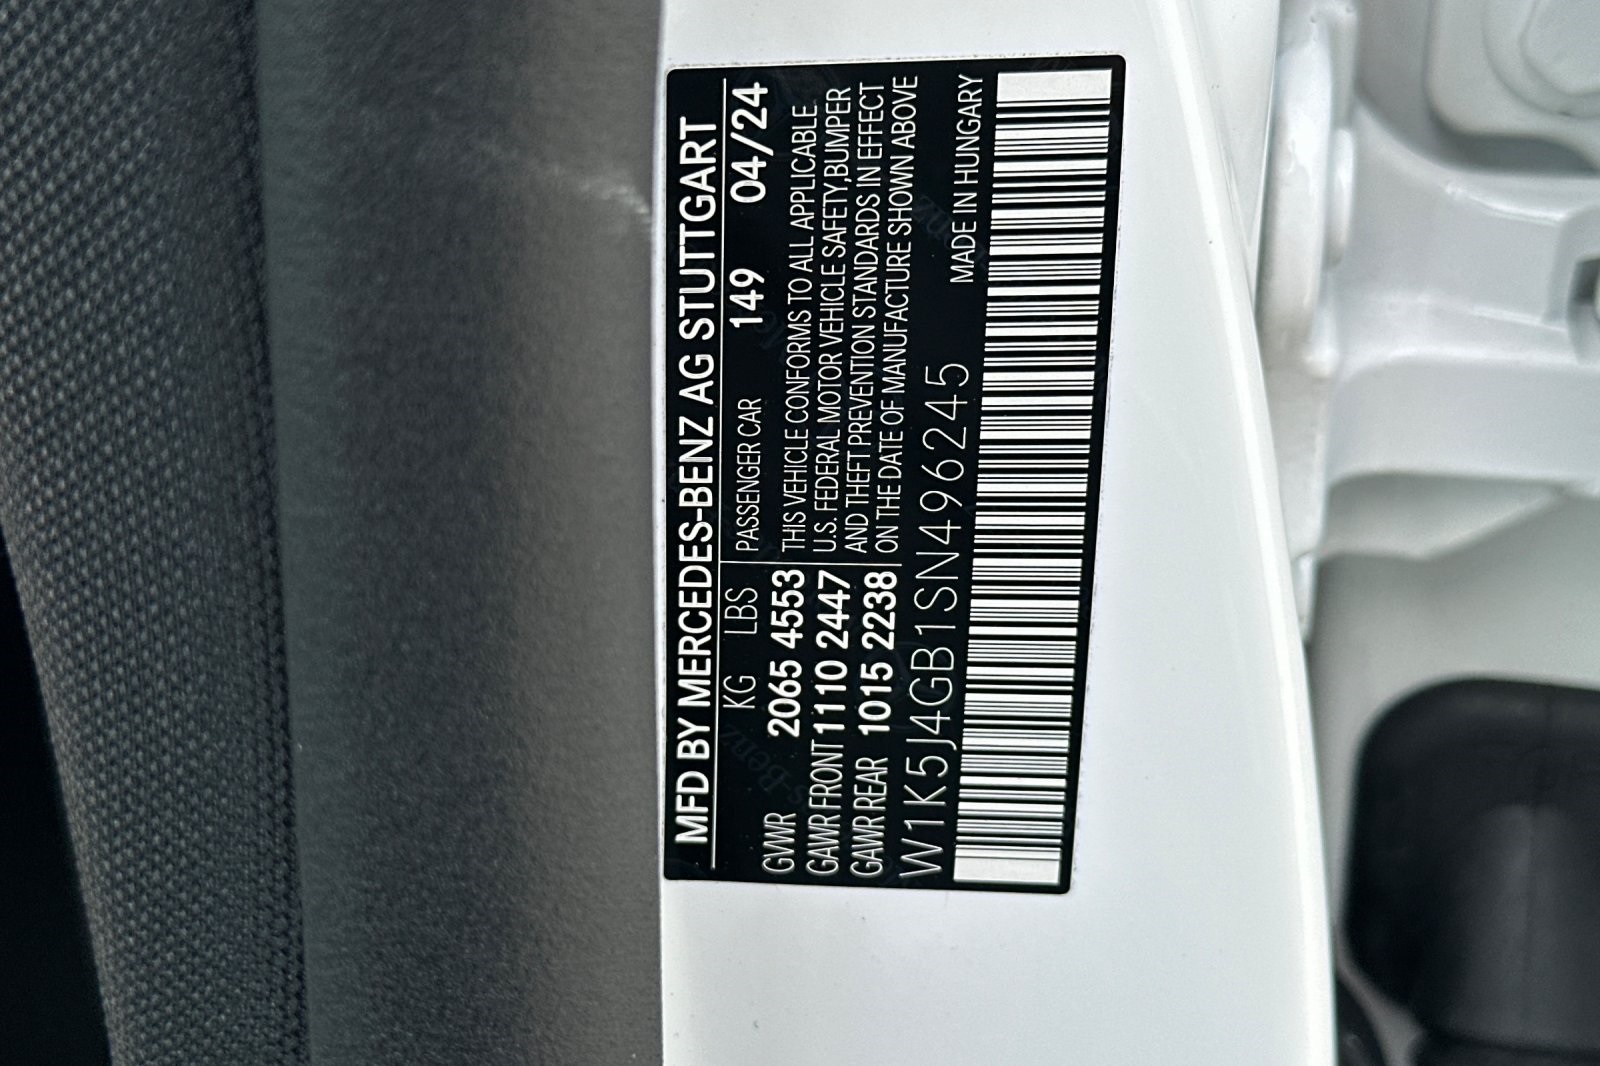 MFD BY MERCEDES-BENZ AG STUTTGART
KG LBS PASSENGER CAR 149 04/24
GVWR 2065 4553 THIS VEHICLE CONFORMS TO ALL APPLICABLE
GAWR FRONT 1110 2447 U.S. FEDERAL MOTOR VEHICLE SAFETY,BUMPER
AND THEFT PREVENTION STANDARDS IN EFFECT
GAWR REAR 1015 2238 ON THE DATE OF MANUFACTURE SHOWN ABOVE
W1K5J4GB1SN496245 MADE IN HUNGARY